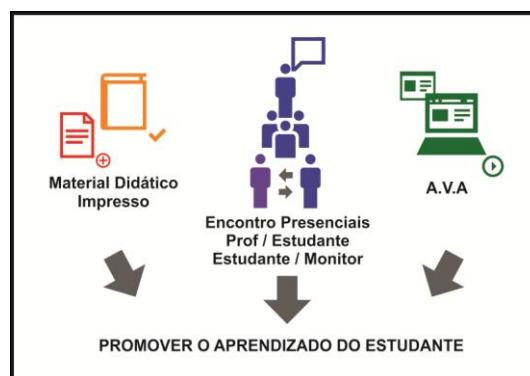 Material Didático
Impresso
Encontro Presenciais
Prof / Estudante
Estudante / Monitor
A.V.A
PROMOVER O APRENDIZADO DO ESTUDANTE